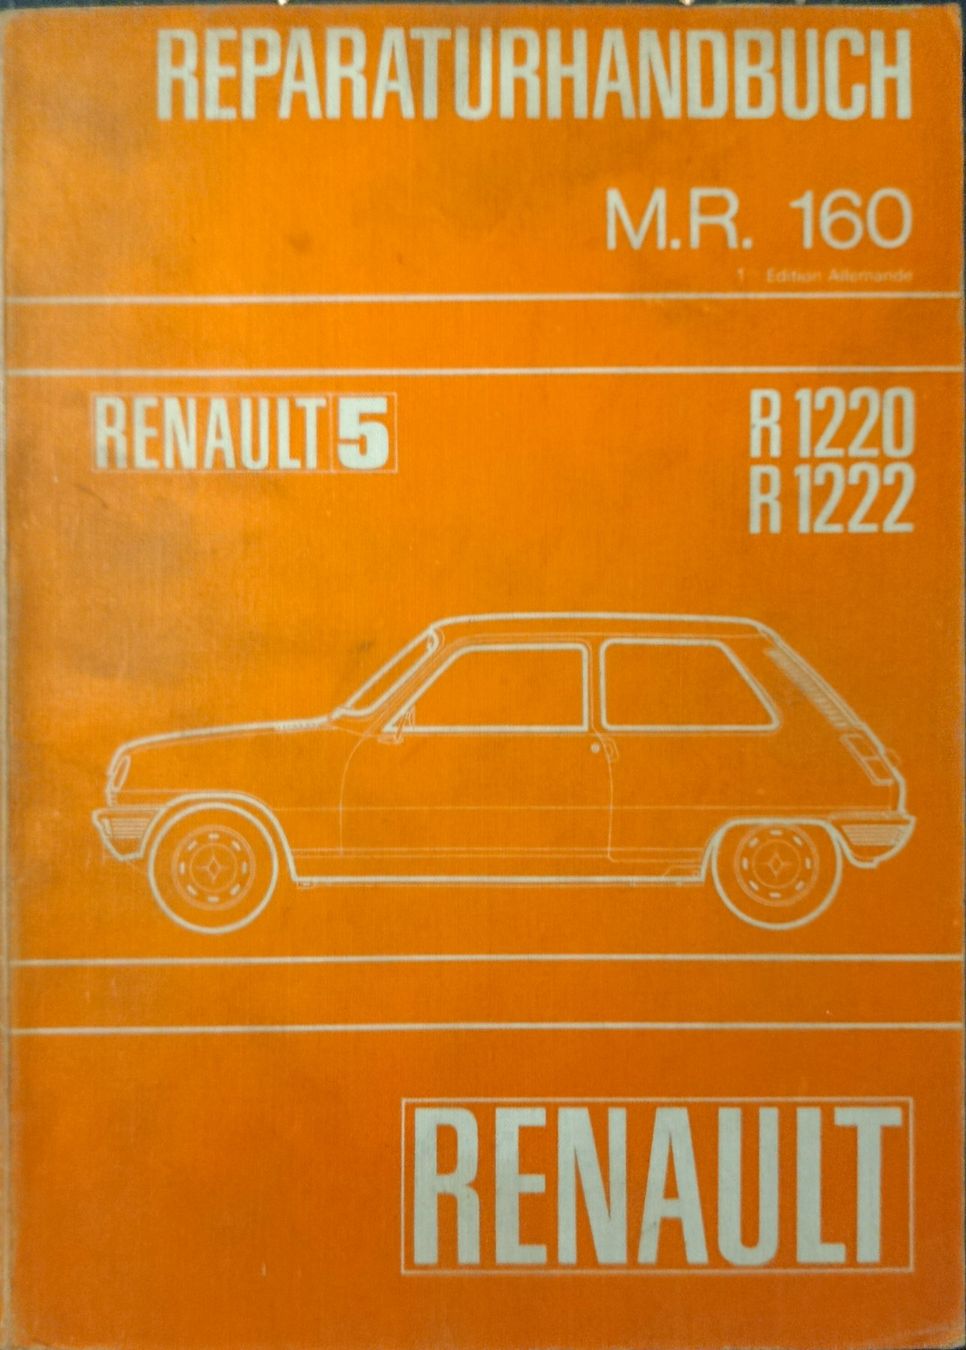 REPARATURHANDBUCH
M.R. 160
1 Edition Allemande
RENAULT 5
R 1220
R 1222
RENAULT